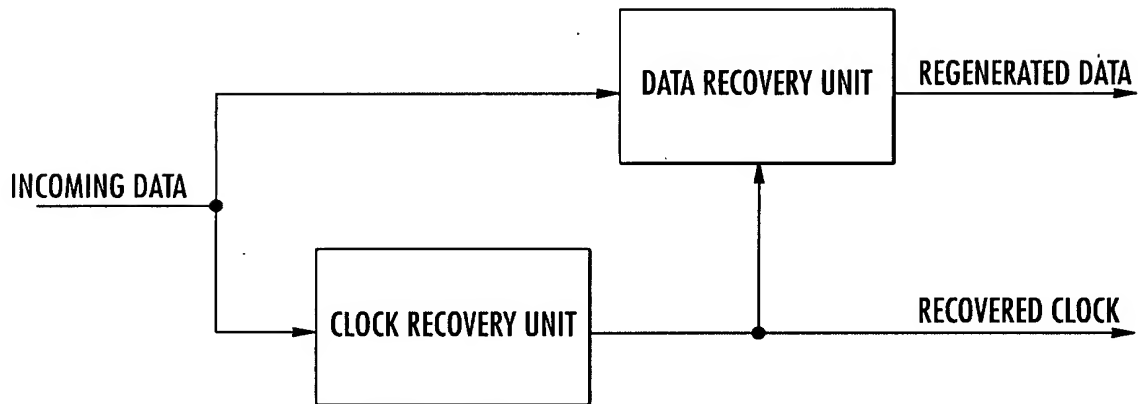 DATA RECOVERY UNIT
REGENERATED DATA
INCOMING DATA
CLOCK RECOVERY UNIT
RECOVERED CLOCK